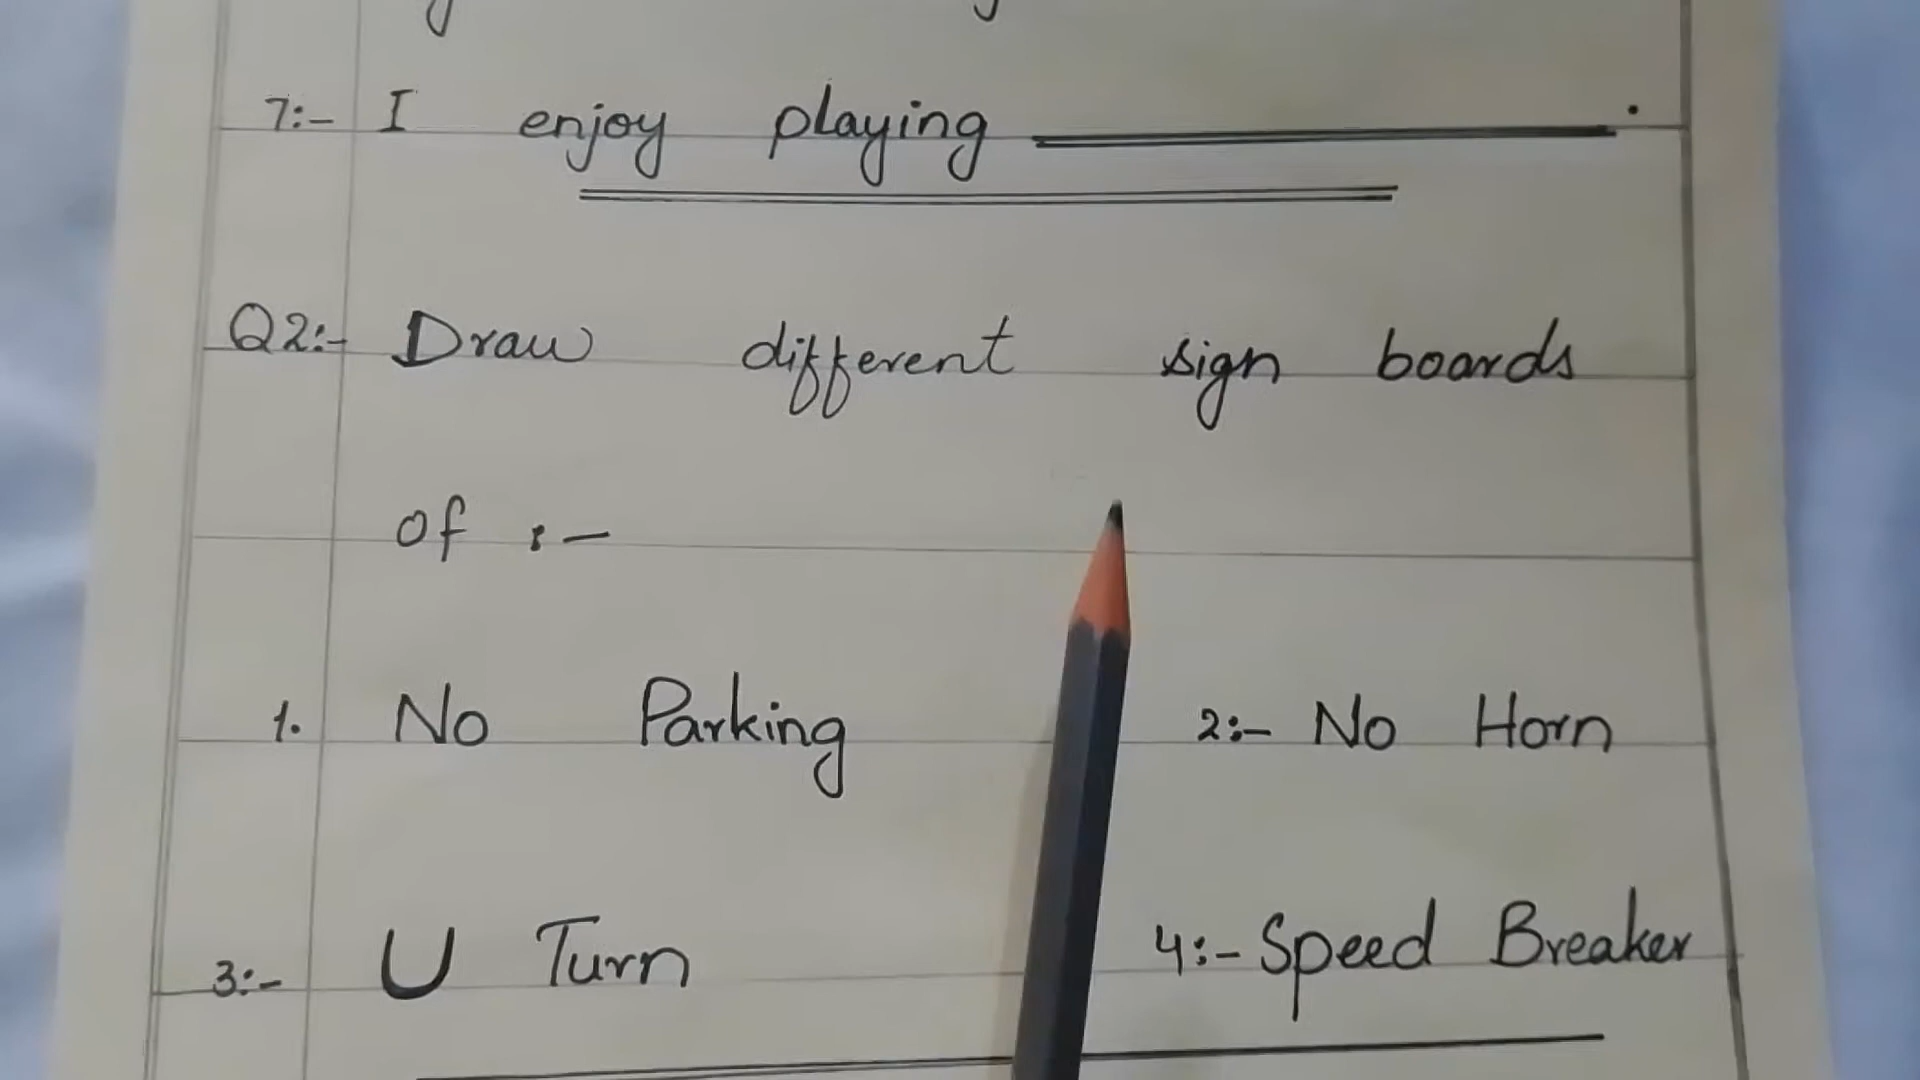 7:- I enjoy playing ________.
Q2:- Draw different sign boards
of :-
1. No Parking 2:- No Horn
3:- U Turn 4:- Speed Breaker